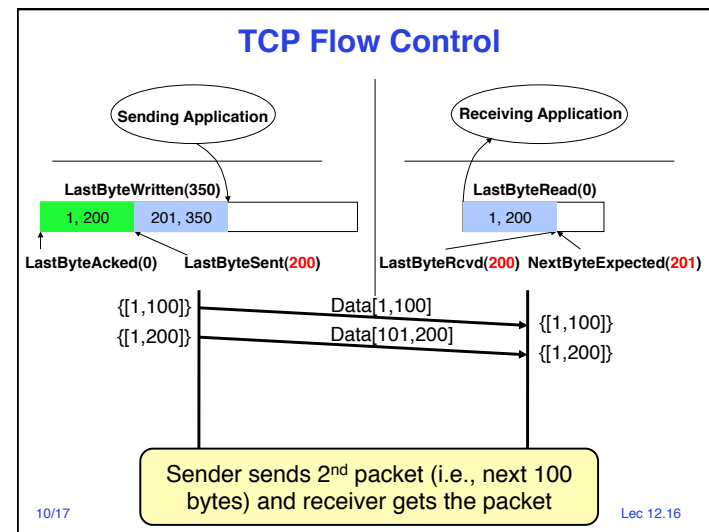 TCP Flow Control
Sending Application
Receiving Application
LastByteWritten(350)
LastByteRead(0)
1, 200
201, 350
1, 200
LastByteAcked(0)
LastByteSent(200)
LastByteRcvd(200)
NextByteExpected(201)
{[1,100]}
Data[1,100]
{[1,100]}
{[1,200]}
Data[101,200]
{[1,200]}
Sender sends 2nd packet (i.e., next 100
bytes) and receiver gets the packet
10/17
Lec 12.16